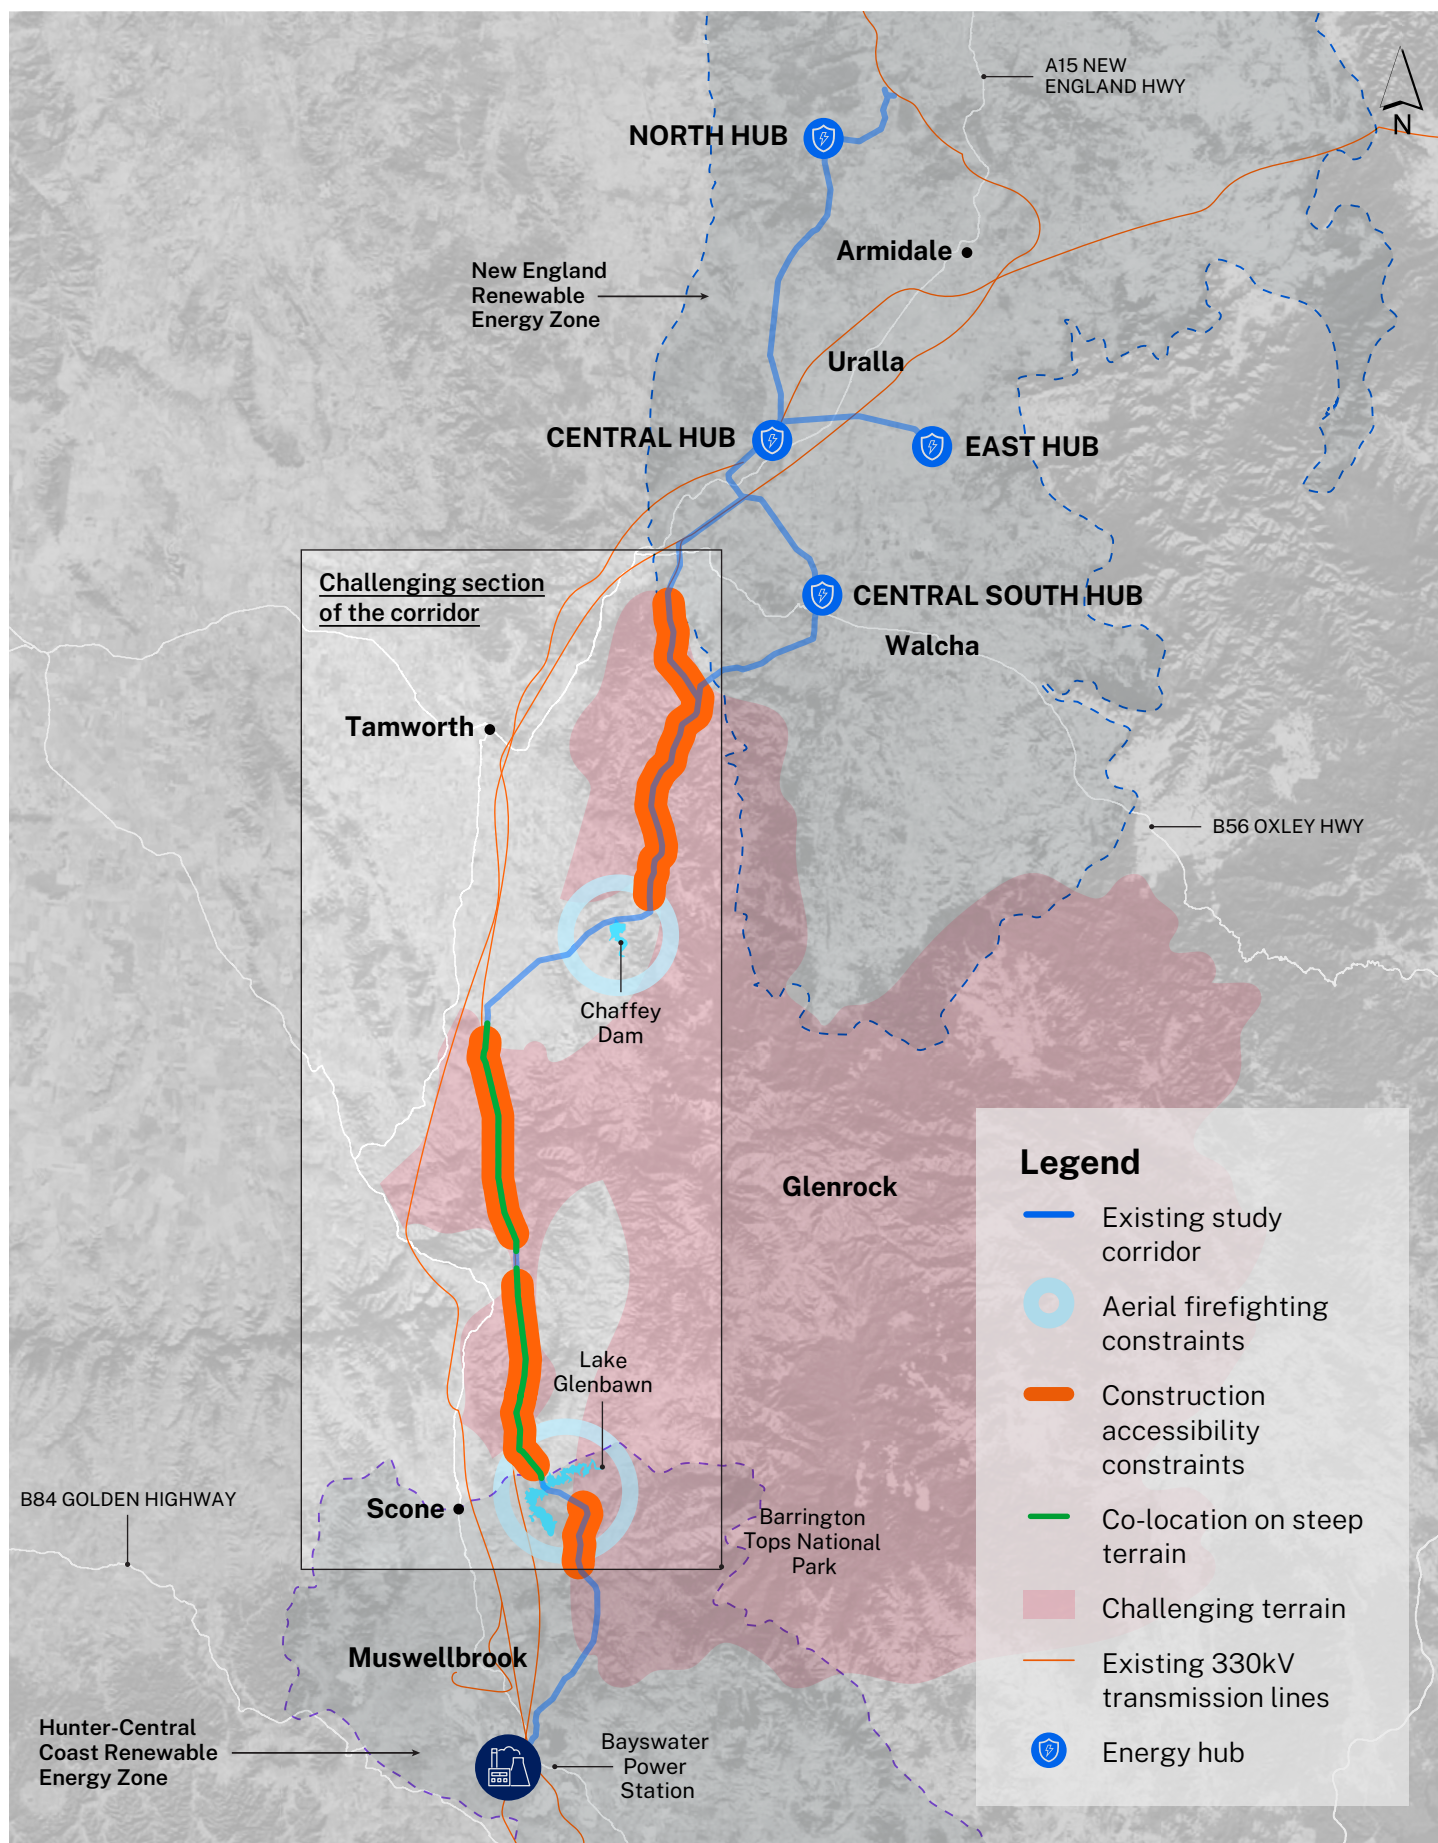 A15 NEW
ENGLAND HWY
N
NORTH HUB
Armidale
New England
Renewable
Energy Zone
Uralla
CENTRAL HUB
EAST HUB
Challenging section
of the corridor
CENTRAL SOUTH HUB
Walcha
Tamworth
B56 OXLEY HWY
Chaffey
Dam
Glenrock
Lake
Glenbawn
B84 GOLDEN HIGHWAY
Scone
Barrington
Tops National
Park
Muswellbrook
Hunter-Central
Coast Renewable
Energy Zone
Bayswater
Power
Station
Legend
Existing study
corridor
Aerial firefighting
constraints
Construction
accessibility
constraints
Co-location on steep
terrain
Challenging terrain
Existing 330kV
transmission lines
Energy hub